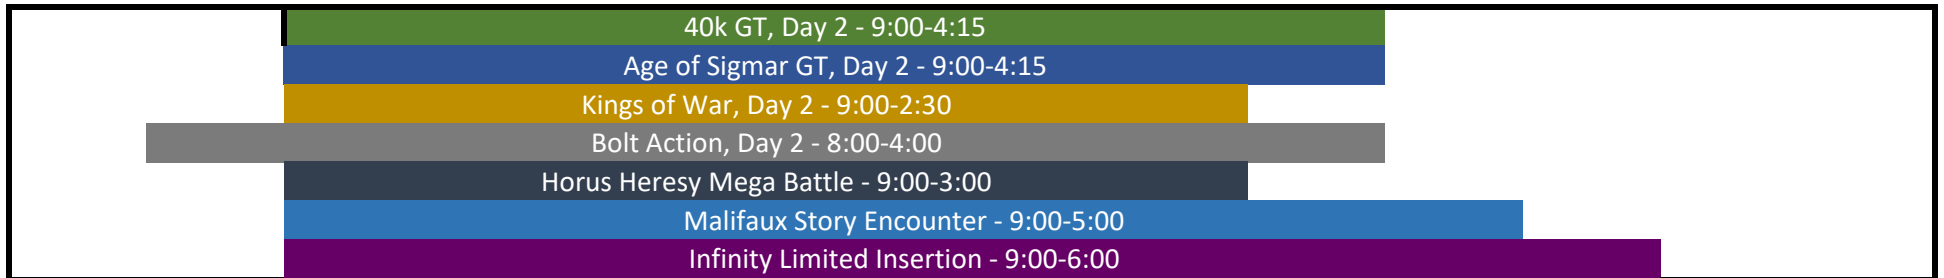 40k GT, Day 2 - 9:00-4:15
Age of Sigmar GT, Day 2 - 9:00-4:15
Kings of War, Day 2 - 9:00-2:30
Bolt Action, Day 2 - 8:00-4:00
Horus Heresy Mega Battle - 9:00-3:00
Malifaux Story Encounter - 9:00-5:00
Infinity Limited Insertion - 9:00-6:00